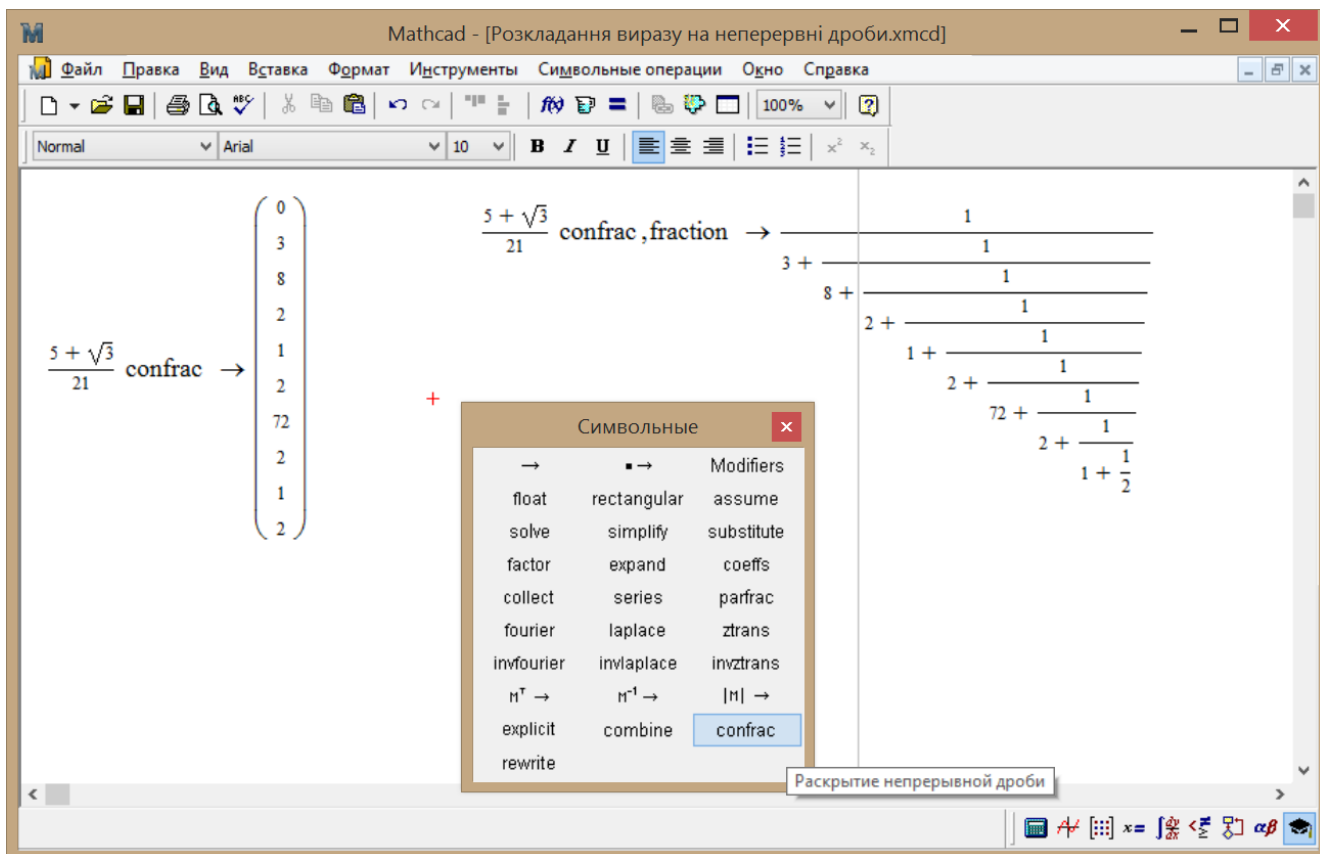 Mathcad - [Розкладання виразу на неперервні дроби.xmcd]
Файл Правка Вид Вставка Формат Инструменты Символьные операции Окно Справка
100%
Normal Arial 10 B I U
(5 + √3)/21 confrac → (0 3 8 2 1 2 72 2 1 2)
(5 + √3)/21 confrac , fraction → 1/(3 + 1/(8 + 1/(2 + 1/(1 + 1/(2 + 1/(72 + 1/(2 + 1/(1 + 1/2))))))))
Символьные
→ ▪ → Modifiers
float rectangular assume
solve simplify substitute
factor expand coeffs
collect series parfrac
fourier laplace ztrans
invfourier invlaplace invztrans
Mᵀ → M⁻¹ → |M| →
explicit combine confrac
rewrite
Раскрытие непрерывной дроби